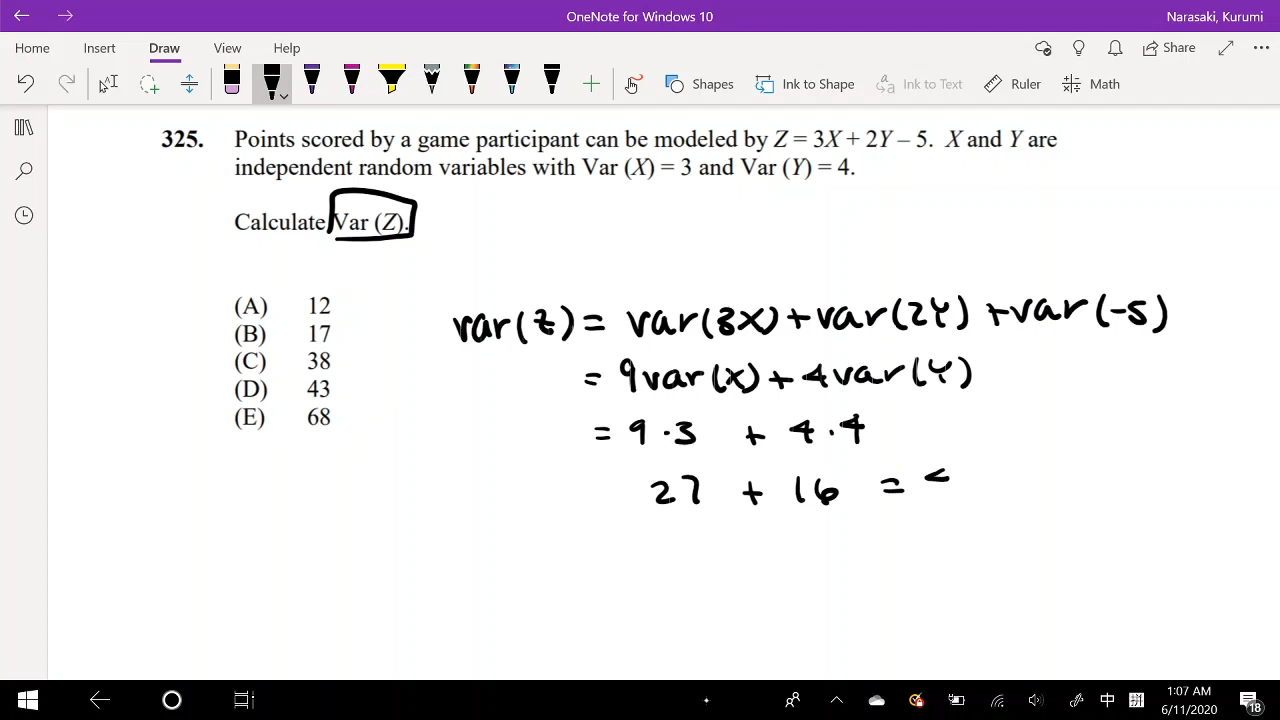 OneNote for Windows 10
Narasaki, Kurumi
Home Insert Draw View Help
Share
Shapes Ink to Shape Ink to Text Ruler Math
325. Points scored by a game participant can be modeled by Z = 3X + 2Y – 5. X and Y are
independent random variables with Var (X) = 3 and Var (Y) = 4.
Calculate Var (Z).
(A) 12
(B) 17
(C) 38
(D) 43
(E) 68
var(Z) = var(3X) + var(2Y) + var(-5)
= 9var(X) + 4var(Y)
= 9·3 + 4·4
27 + 16 =
中
1:07 AM
6/11/2020
18